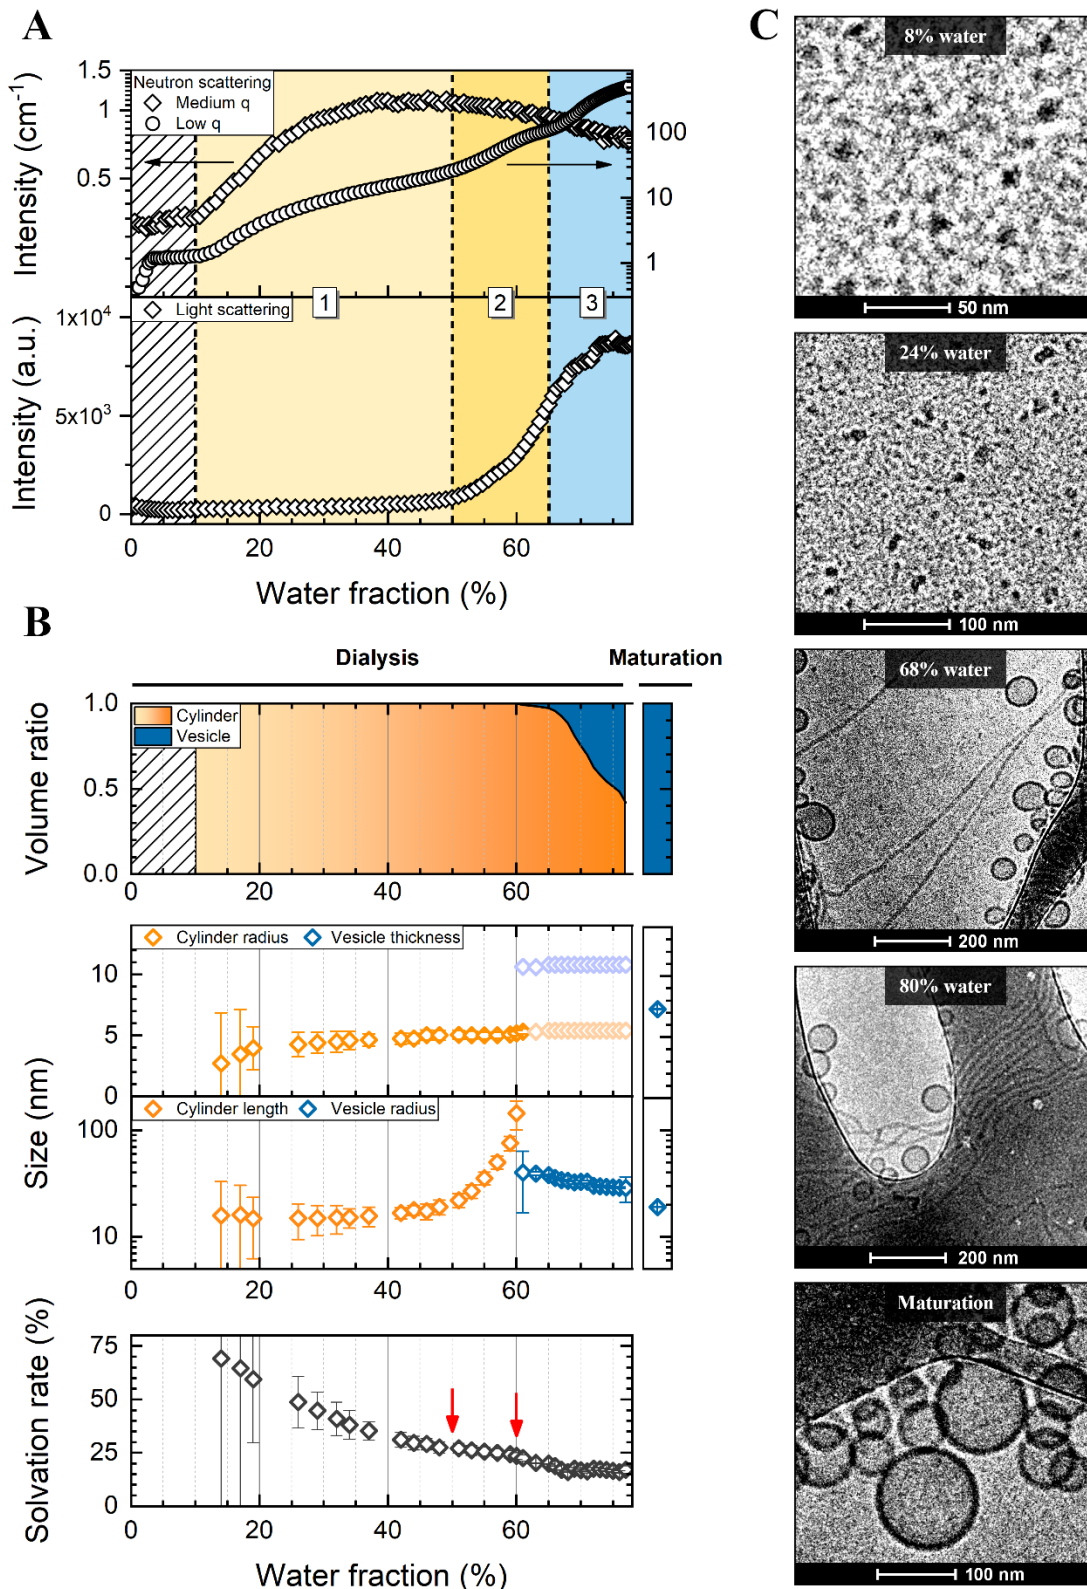 A
Neutron scattering
Medium q
Low q
Intensity (cm⁻¹)
1.5
1
0.5
100
10
1
1
2
3
Light scattering
Intensity (a.u.)
1x10⁴
5x10³
0
0
20
40
60
Water fraction (%)
B
Dialysis
Maturation
Cylinder
Vesicle
Volume ratio
1.0
0.5
0.0
0
20
40
60
Cylinder radius
Vesicle thickness
10
5
0
Size (nm)
Cylinder length
Vesicle radius
100
10
0
20
40
60
Solvation rate (%)
75
50
25
0
0
20
40
60
Water fraction (%)
C
8% water
50 nm
24% water
100 nm
68% water
200 nm
80% water
200 nm
Maturation
100 nm